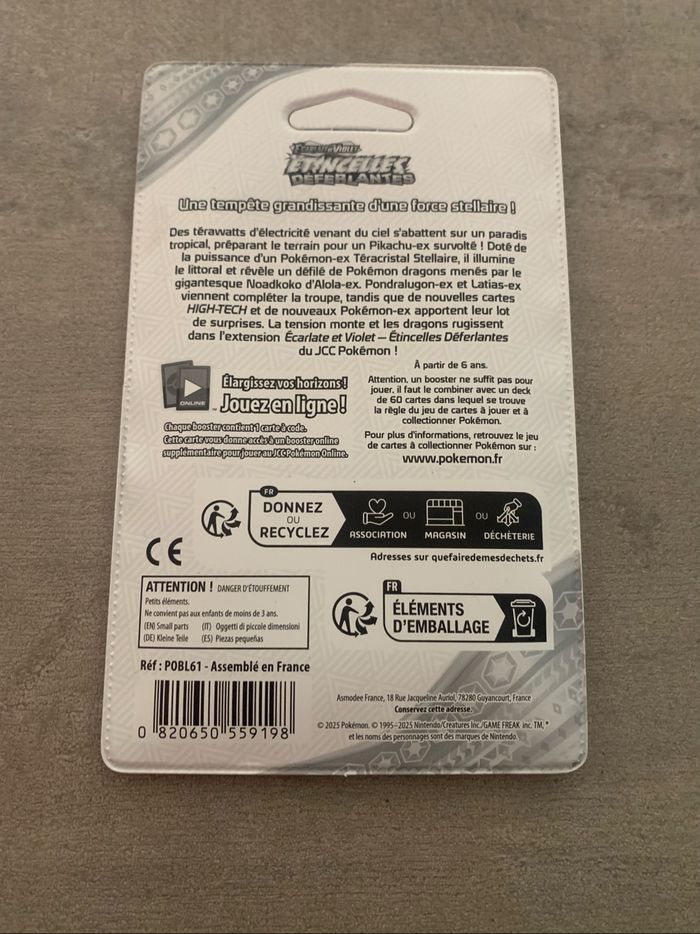 ÉCARLATE et VIOLET
ÉTINCELLES
DÉFERLANTES
Une tempête grandissante d'une force stellaire !
Des térawatts d'électricité venant du ciel s'abattent sur un paradis
tropical, préparant le terrain pour un Pikachu-ex survolté ! Doté de
la puissance d'un Pokémon-ex Téracristal Stellaire, il illumine
le littoral et révèle un défilé de Pokémon dragons menés par le
gigantesque Noadkoko d'Alola-ex. Pondralugon-ex et Latias-ex
viennent compléter la troupe, tandis que de nouvelles cartes
HIGH-TECH et de nouveaux Pokémon-ex apportent leur lot
de surprises. La tension monte et les dragons rugissent
dans l'extension Écarlate et Violet – Étincelles Déferlantes
du JCC Pokémon !
ONLINE
Élargissez vos horizons !
Jouez en ligne !
Chaque booster contient 1 carte à code.
Cette carte vous donne accès à un booster online
supplémentaire pour jouer au JCC Pokémon Online.
À partir de 6 ans.
Attention, un booster ne suffit pas pour
jouer, il faut le combiner avec un deck
de 60 cartes dans lequel se trouve
la règle du jeu de cartes à jouer et à
collectionner Pokémon.
Pour plus d'informations, retrouvez le jeu
de cartes à collectionner Pokémon sur :
www.pokemon.fr
FR
DONNEZ
OU
RECYCLEZ
ASSOCIATION
OU
MAGASIN
OU
DÉCHÈTERIE
Adresses sur quefairedemesdechets.fr
CE
ATTENTION ! DANGER D'ÉTOUFFEMENT
Petits éléments.
Ne convient pas aux enfants de moins de 3 ans.
(EN) Small parts (IT) Oggetti di piccole dimensioni
(DE) Kleine Teile (ES) Piezas pequeñas
FR
ÉLÉMENTS
D'EMBALLAGE
Réf : POBL61 - Assemblé en France
0 820650 559198
Asmodee France, 18 Rue Jacqueline Auriol, 78280 Guyancourt, France
Conservez cette adresse.
© 2025 Pokémon. © 1995-2025 Nintendo/Creatures Inc./GAME FREAK inc. TM, ®
et les noms des personnages sont des marques de Nintendo.